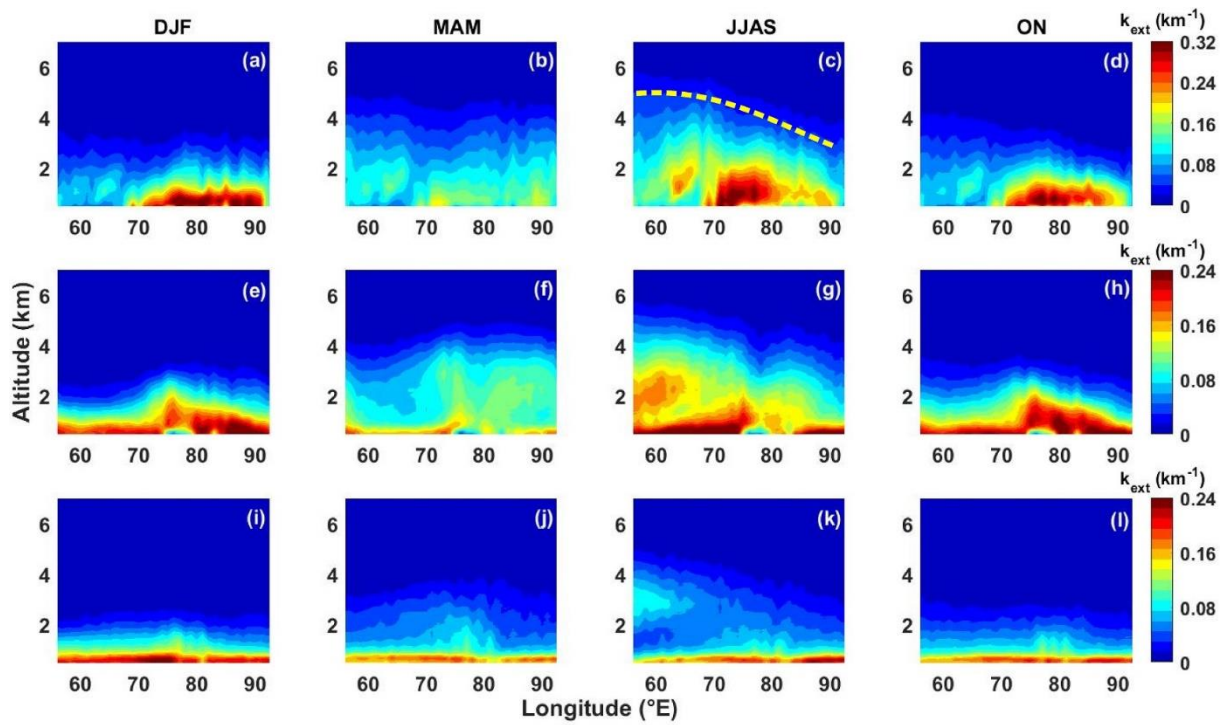 DJF MAM JJAS ON
k_ext (km⁻¹)
(a) (b) (c) (d)
6 6 6 6 0.32
4 4 4 4 0.24
0.16
2 2 2 2 0.08
0
60 70 80 90 60 70 80 90 60 70 80 90 60 70 80 90
k_ext (km⁻¹)
(e) (f) (g) (h)
6 6 6 6 0.24
4 4 4 4 0.16
2 2 2 2 0.08
0
60 70 80 90 60 70 80 90 60 70 80 90 60 70 80 90
Altitude (km)
k_ext (km⁻¹)
(i) (j) (k) (l)
6 6 6 6 0.24
4 4 4 4 0.16
2 2 2 2 0.08
0
60 70 80 90 60 70 80 90 60 70 80 90 60 70 80 90
Longitude (°E)